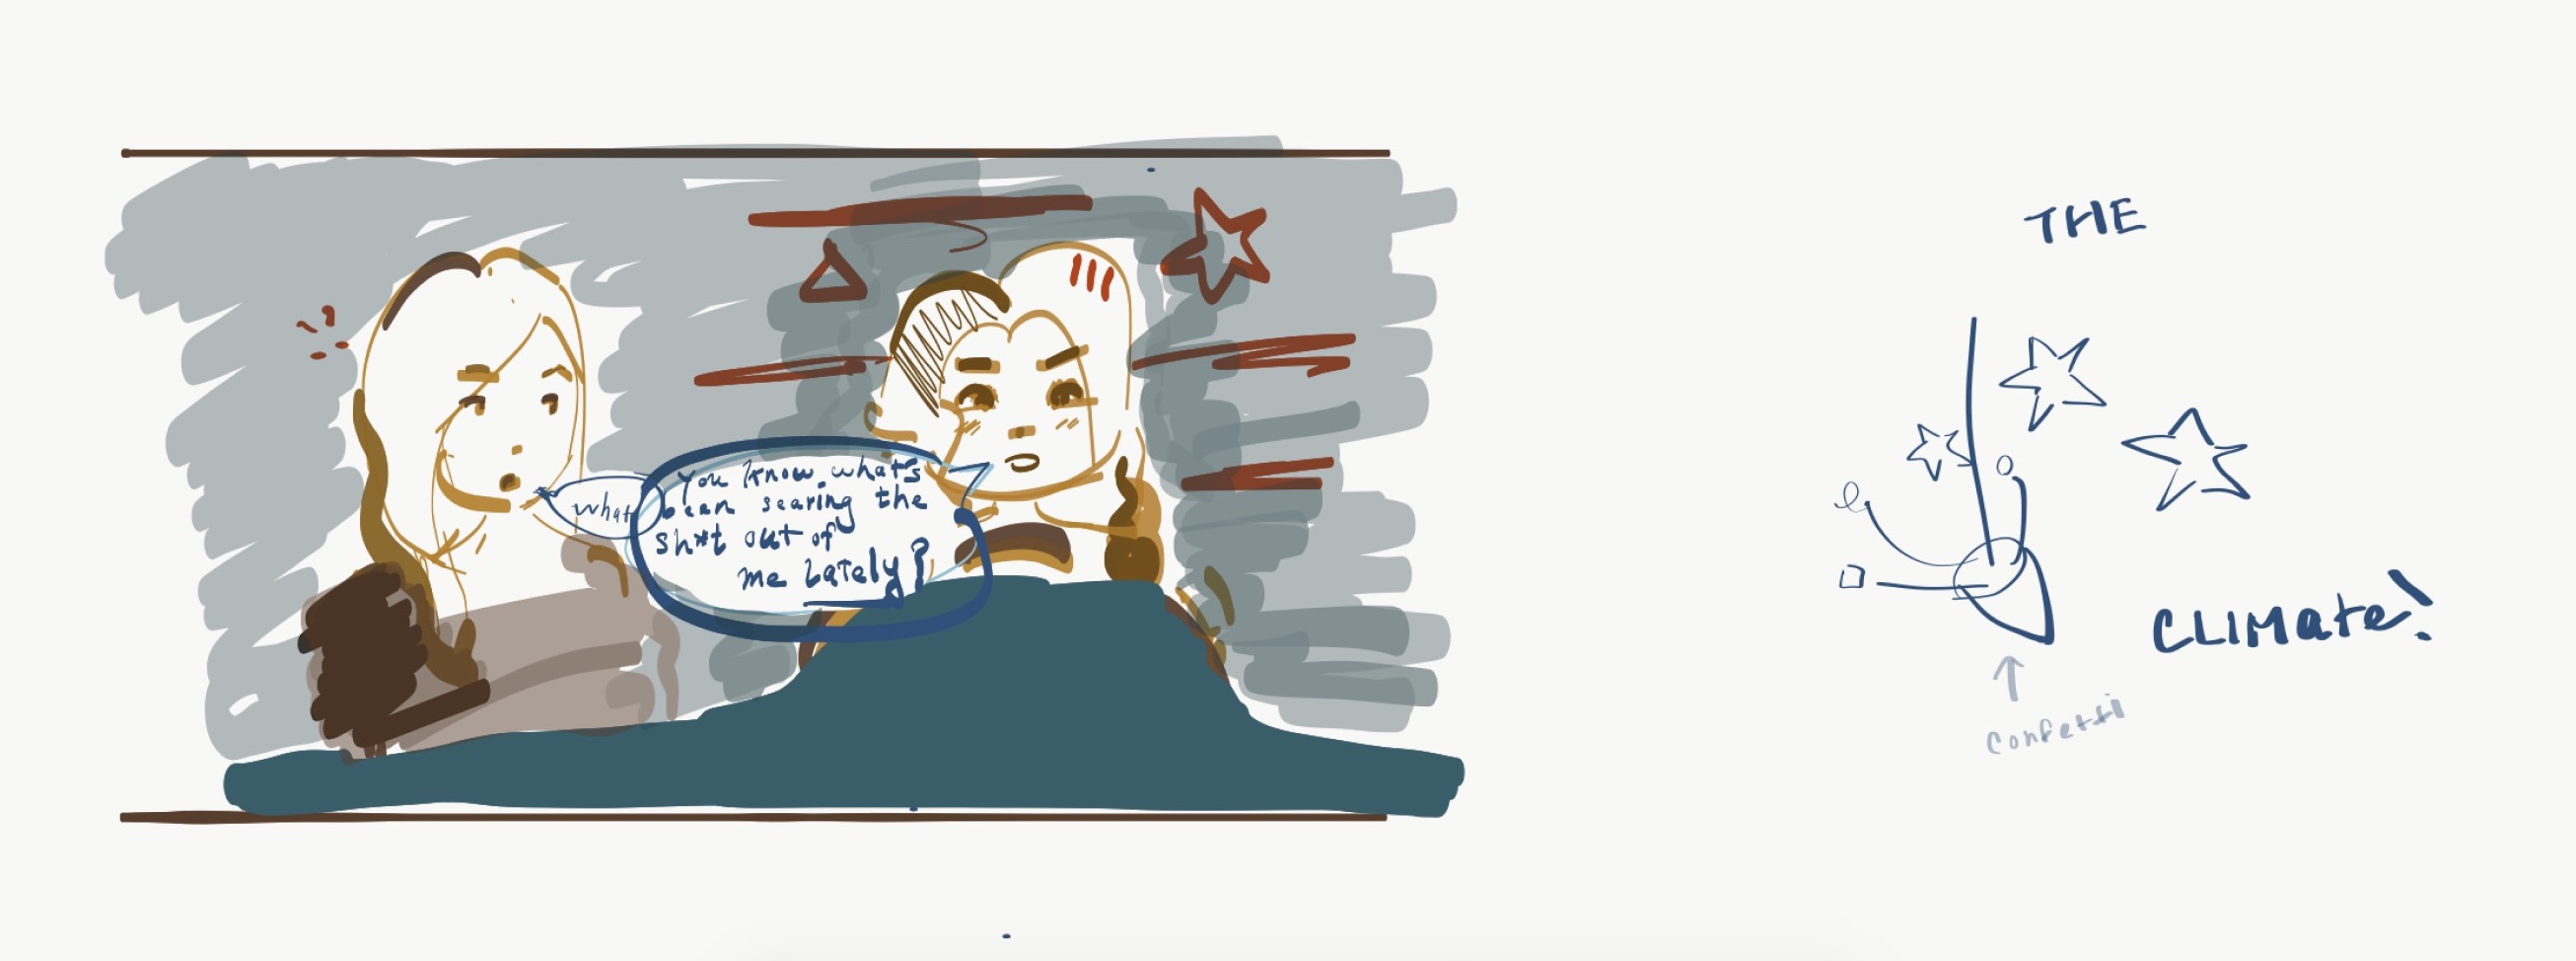 You know what's
been scaring the
sh*t out of
me lately?
what
THE
CLIMate!
confetti